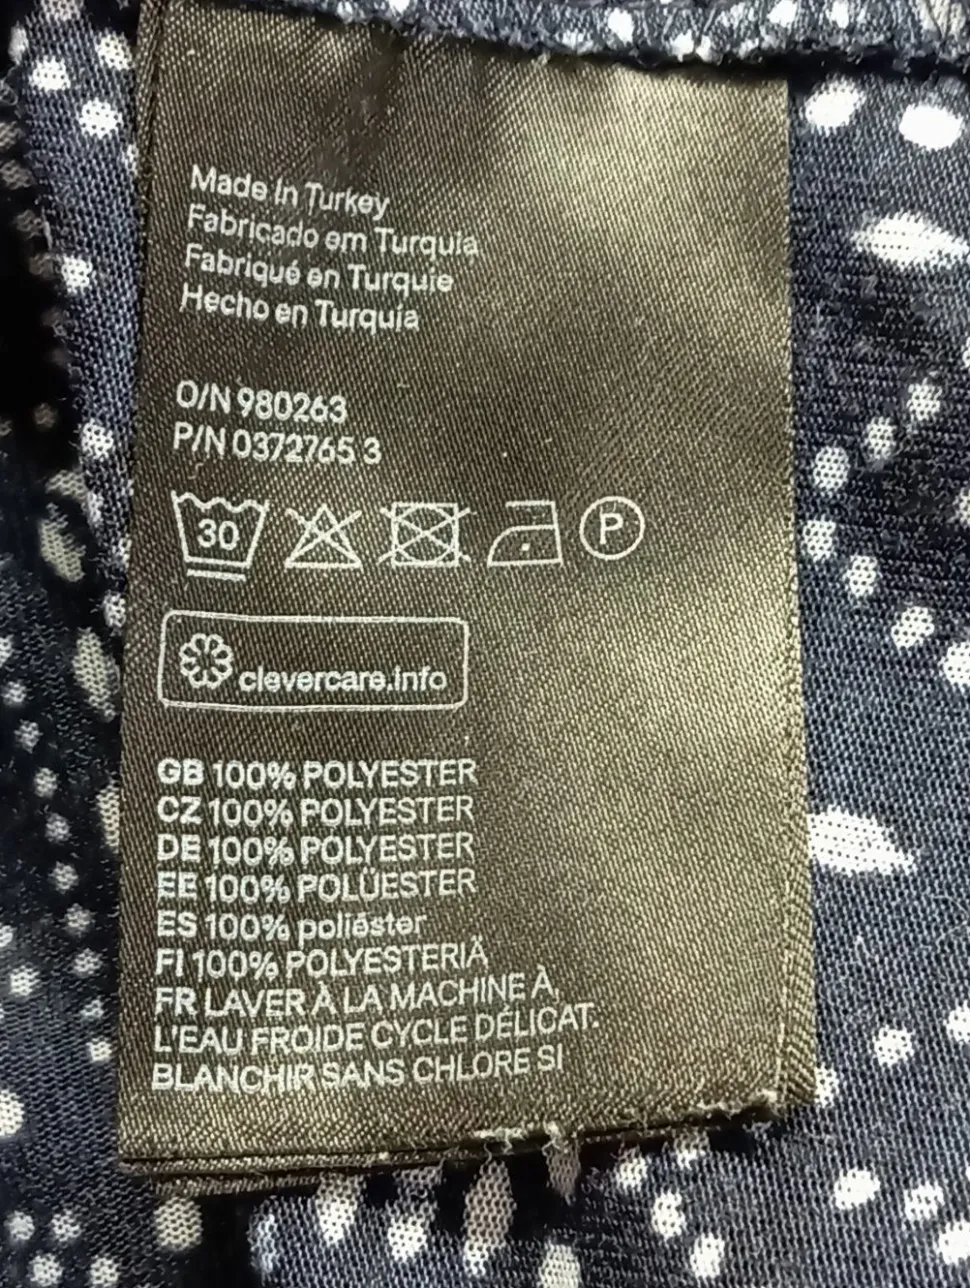 Made In Turkey
Fabricado em Turquia
Fabriqué en Turquie
Hecho en Turquía
O/N 980263
P/N 0372765 3
30
P
clevercare.info
GB 100% POLYESTER
CZ 100% POLYESTER
DE 100% POLYESTER
EE 100% POLÜESTER
ES 100% poliéster
FI 100% POLYESTERIÄ
FR LAVER À LA MACHINE À
L'EAU FROIDE CYCLE DÉLICAT.
BLANCHIR SANS CHLORE SI